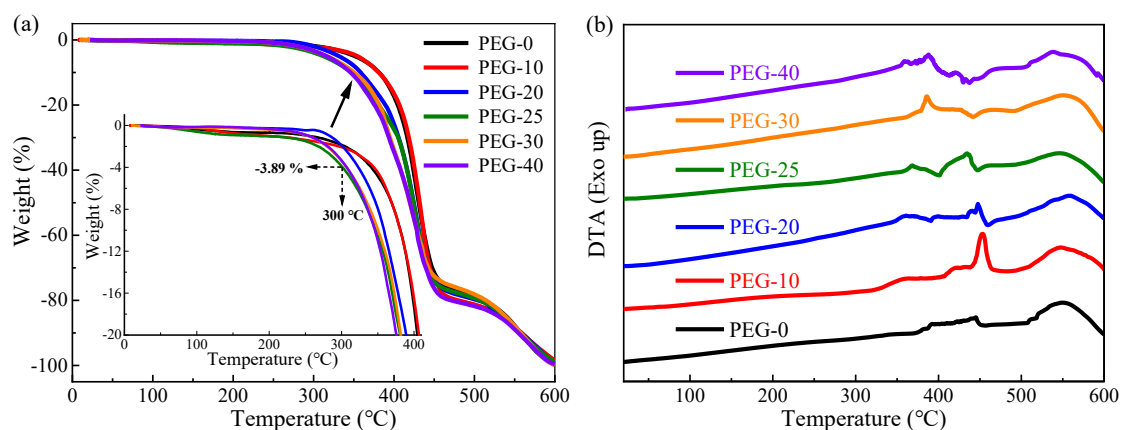 (a)
0
-20
-40
-60
-80
-100
Weight (%)
0
100
200
300
400
500
600
Temperature (℃)
PEG-0
PEG-10
PEG-20
PEG-25
PEG-30
PEG-40
0
-4
-8
-12
-16
-20
Weight (%)
-3.89 %
300 ℃
0
100
200
300
400
Temperature (℃)
(b)
DTA (Exo up)
PEG-40
PEG-30
PEG-25
PEG-20
PEG-10
PEG-0
100
200
300
400
500
600
Temperature (℃)